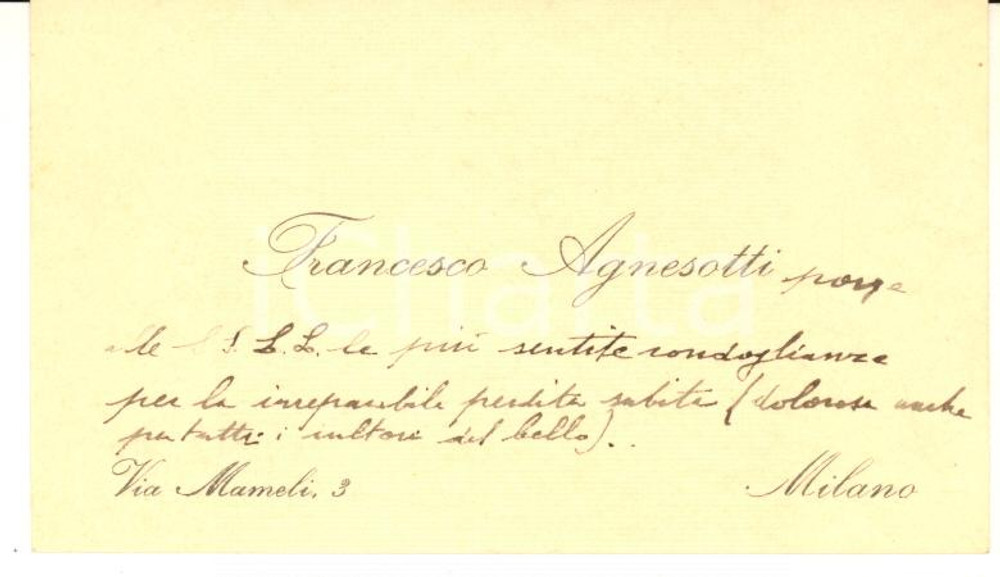 Francesco Agnesotti porge
alle S.S. L.L. le più sentite condoglianze
per la irreparabile perdita subita (dolorosa anche
per tutti i cultori del bello).
Via Mameli, 3 Milano
iCharta